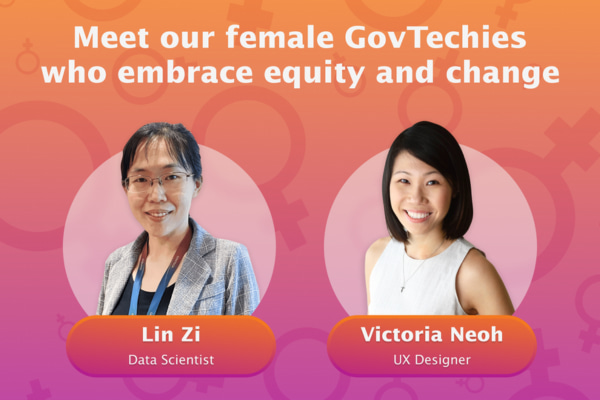 Meet our female GovTechies
who embrace equity and change
Lin Zi
Data Scientist
Victoria Neoh
UX Designer